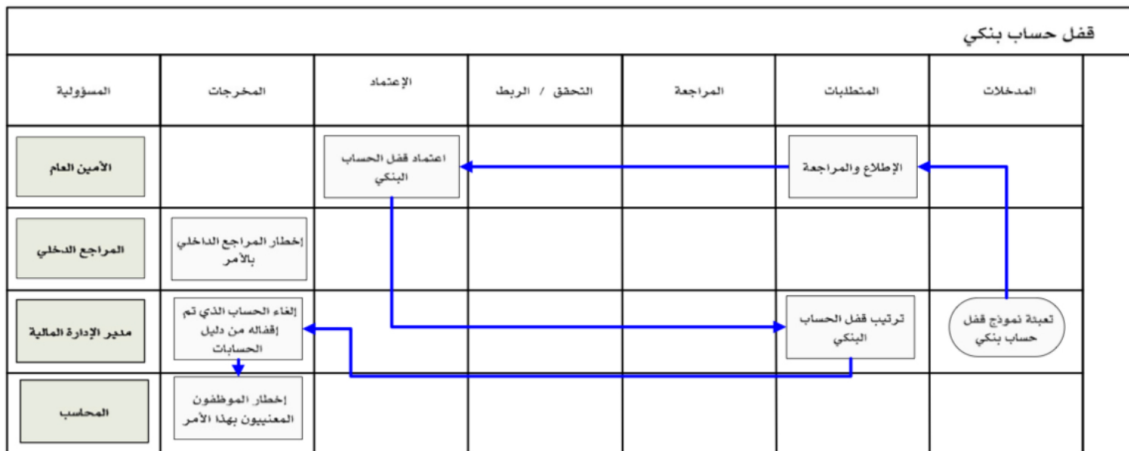 قفل حساب بنكي
المدخلات
المتطلبات
المراجعة
التحقق / الربط
الإعتماد
المخرجات
المسؤولية
الإطلاع والمراجعة
اعتماد قفل الحساب
البنكي
الأمين العام
إخطار المراجع الداخلي
بالأمر
المراجع الدخلي
تعبئة نموذج قفل
حساب بنكي
ترتيب قفل الحساب
البنكي
إلغاء الحساب الذي تم
إقفاله من دليل
الحسابات
مدير الإدارة المالية
إخطار الموظفون
المعنييون بهذا الأمر
المحاسب